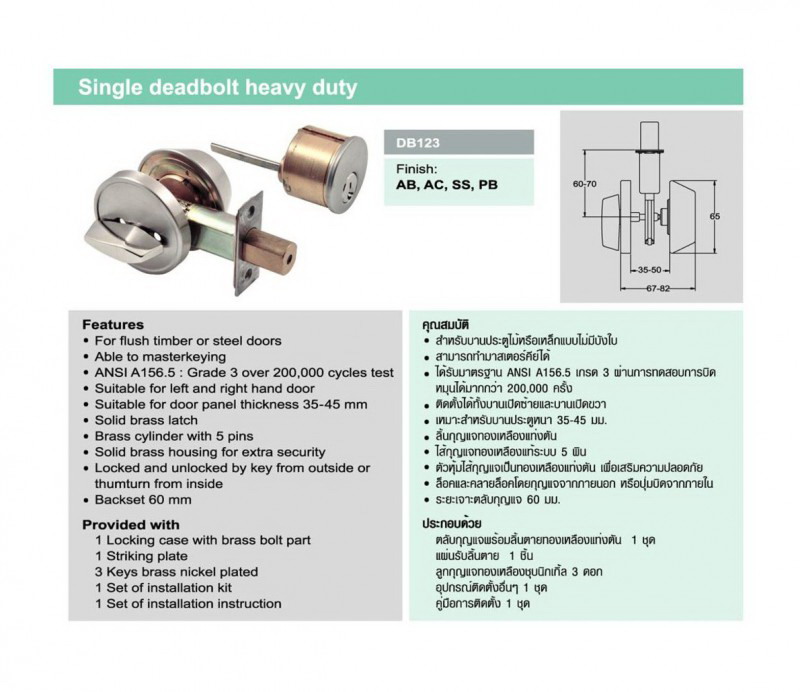 Single deadbolt heavy duty
DB123
Finish:
AB, AC, SS, PB
60-70
65
35-50
67-82
Features
• For flush timber or steel doors
• Able to masterkeying
• ANSI A156.5 : Grade 3 over 200,000 cycles test
• Suitable for left and right hand door
• Suitable for door panel thickness 35-45 mm
• Solid brass latch
• Brass cylinder with 5 pins
• Solid brass housing for extra security
• Locked and unlocked by key from outside or
thumturn from inside
• Backset 60 mm
Provided with
1 Locking case with brass bolt part
1 Striking plate
3 Keys brass nickel plated
1 Set of installation kit
1 Set of installation instruction
คุณสมบัติ
• สำหรับบานประตูไม้หรือเหล็กแบบไม่มีบังใบ
• สามารถทำมาสเตอร์คีย์ได้
• ได้รับมาตรฐาน ANSI A156.5 เกรด 3 ผ่านการทดสอบการปิด
หมุนได้มากกว่า 200,000 ครั้ง
• ติดตั้งได้ทั้งบานเปิดซ้ายและบานเปิดขวา
• เหมาะสำหรับบานประตูหนา 35-45 มม.
• ลิ้นกุญแจทองเหลืองแท่งตัน
• ไส้กุญแจทองเหลืองแท้ระบบ 5 พิน
• ตัวหุ้มไส้กุญแจเป็นทองเหลืองแท่งตัน เพื่อเสริมความปลอดภัย
• ล็อคและคลายล็อคโดยกุญแจจากภายนอก หรือปุ่มบิดจากภายใน
• ระยะเจาะตลับกุญแจ 60 มม.
ประกอบด้วย
ตลับกุญแจพร้อมลิ้นตายทองเหลืองแท่งตัน 1 ชุด
แผ่นรับลิ้นตาย 1 ชิ้น
ลูกกุญแจทองเหลืองชุบนิกเกิ้ล 3 ดอก
อุปกรณ์ติดตั้งอื่นๆ 1 ชุด
คู่มือการติดตั้ง 1 ชุด